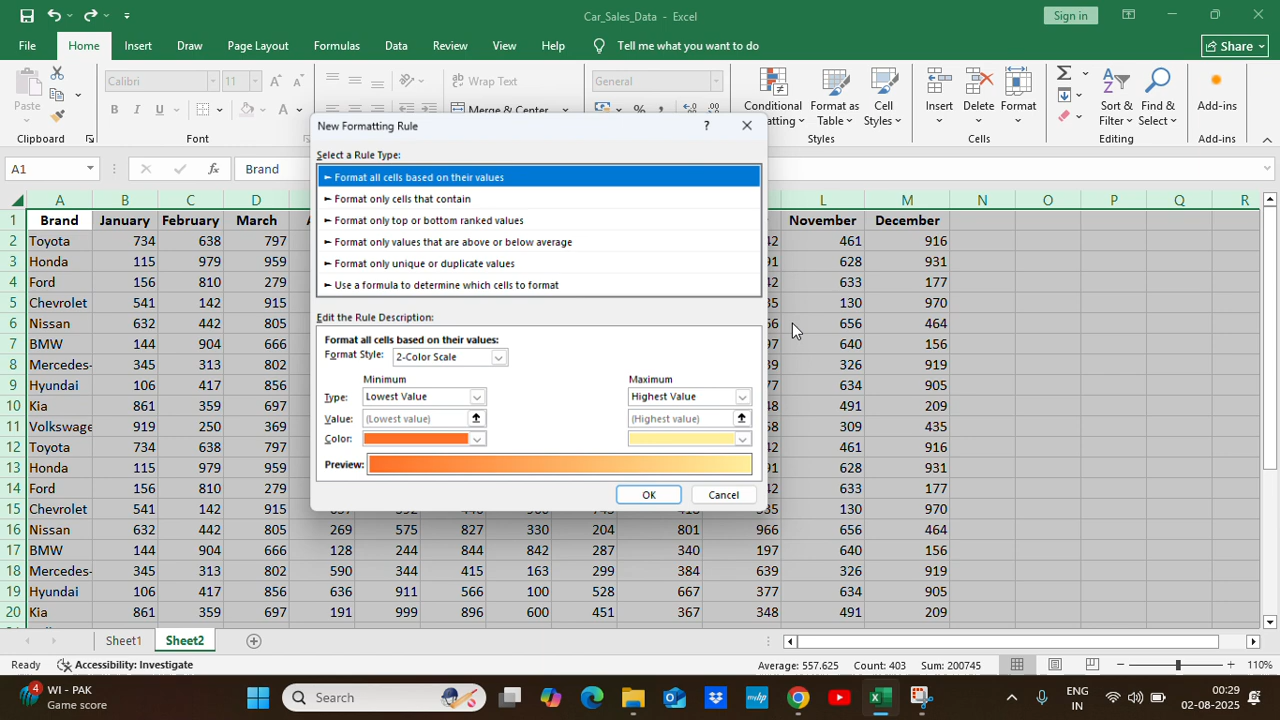 Car_Sales_Data - Excel
Sign in
File Home Insert Draw Page Layout Formulas Data Review View Help Tell me what you want to do Share
Paste
Calibri 11
Wrap Text
General
Merge & Center
Conditional Formatting
Format as Table
Cell Styles
Insert
Delete
Format
Sort & Filter
Find & Select
Add-ins
Clipboard Font Styles Cells Editing Add-ins
A1 fx Brand
A B C D L M N O P Q R
1 Brand January February March November December
2 Toyota 734 638 797 461 916
3 Honda 115 979 959 628 931
4 Ford 156 810 279 633 177
5 Chevrolet 541 142 915 130 970
6 Nissan 632 442 805 656 464
7 BMW 144 904 666 640 156
8 Mercedes- 345 313 802 326 919
9 Hyundai 106 417 856 634 905
10 Kia 861 359 697 491 209
11 Volkswage 919 250 369 309 435
12 Toyota 734 638 797 461 916
13 Honda 115 979 959 628 931
14 Ford 156 810 279 633 177
15 Chevrolet 541 142 915 130 970
16 Nissan 632 442 805 269 575 827 330 204 801 966 656 464
17 BMW 144 904 666 128 244 844 842 287 340 197 640 156
18 Mercedes- 345 313 802 590 344 415 163 299 384 639 326 919
19 Hyundai 106 417 856 636 911 566 100 528 667 377 634 905
20 Kia 861 359 697 191 999 896 600 451 367 348 491 209
New Formatting Rule ?
Select a Rule Type:
► Format all cells based on their values
► Format only cells that contain
► Format only top or bottom ranked values
► Format only values that are above or below average
► Format only unique or duplicate values
► Use a formula to determine which cells to format
Edit the Rule Description:
Format all cells based on their values:
Format Style: 2-Color Scale
Minimum Maximum
Type: Lowest Value Highest Value
Value: (Lowest value) (Highest value)
Color:
Preview:
OK Cancel
Sheet1 Sheet2
Ready Accessibility: Investigate Average: 557.625 Count: 403 Sum: 200745 110%
4
WI - PAK
Game score
Search
ENG
IN
00:29
02-08-2025